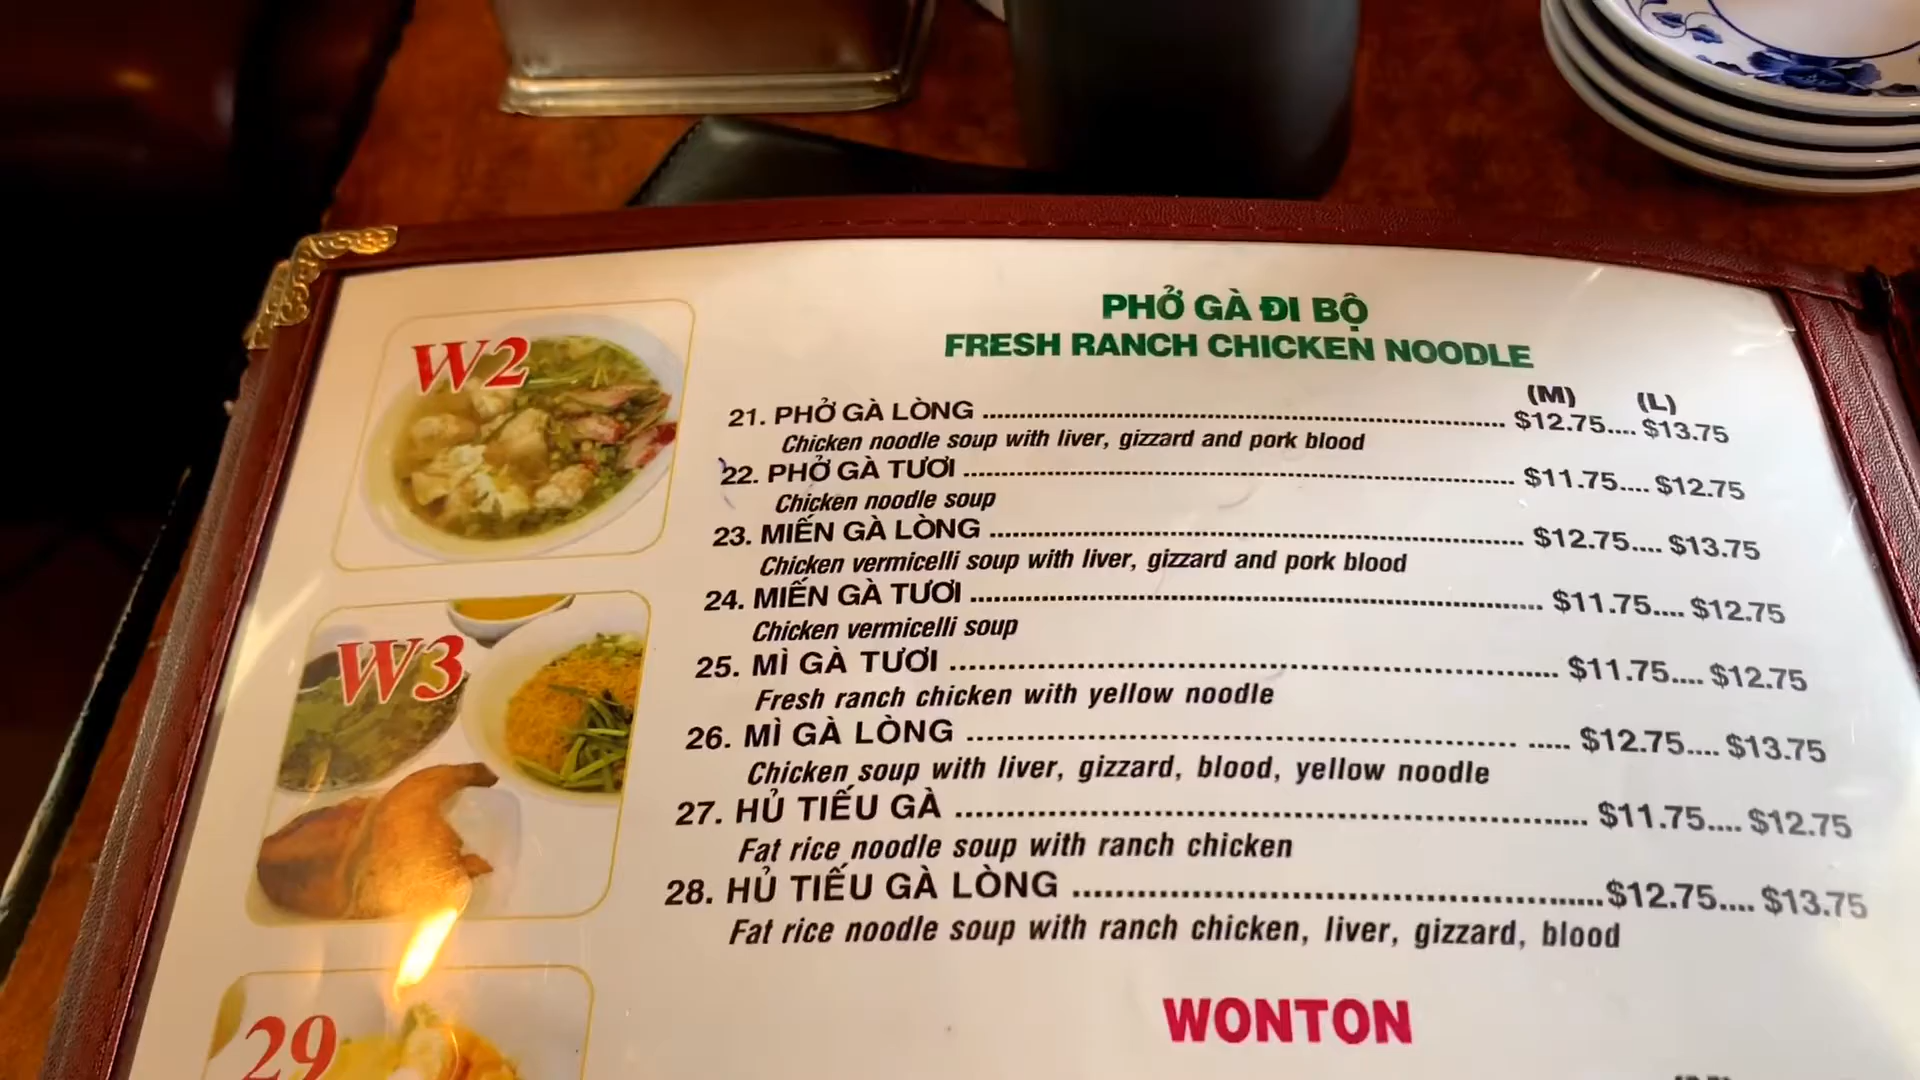 PHỞ GÀ ĐI BỘ
FRESH RANCH CHICKEN NOODLE
(M) (L)
21. PHỞ GÀ LÒNG ........ $12.75.... $13.75
Chicken noodle soup with liver, gizzard and pork blood
22. PHỞ GÀ TƯƠI ........ $11.75.... $12.75
Chicken noodle soup
23. MIẾN GÀ LÒNG ........ $12.75.... $13.75
Chicken vermicelli soup with liver, gizzard and pork blood
24. MIẾN GÀ TƯƠI ........ $11.75.... $12.75
Chicken vermicelli soup
25. MÌ GÀ TƯƠI ........ $11.75.... $12.75
Fresh ranch chicken with yellow noodle
26. MÌ GÀ LÒNG ........ $12.75.... $13.75
Chicken soup with liver, gizzard, blood, yellow noodle
27. HỦ TIẾU GÀ ........ $11.75.... $12.75
Fat rice noodle soup with ranch chicken
28. HỦ TIẾU GÀ LÒNG ........ $12.75.... $13.75
Fat rice noodle soup with ranch chicken, liver, gizzard, blood
WONTON
W2
W3
29